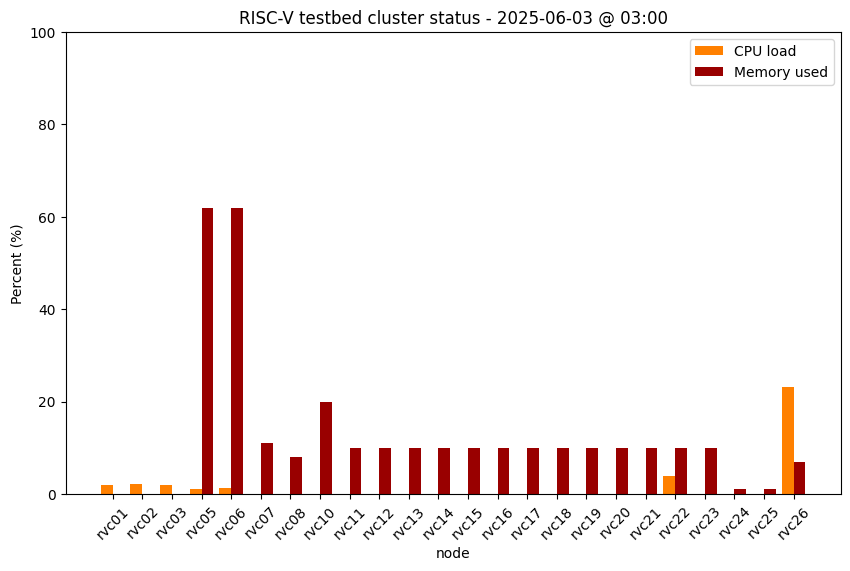 RISC-V testbed cluster status - 2025-06-03 @ 03:00
CPU load
Memory used
Percent (%)
100
80
60
40
20
0
rvc01
rvc02
rvc03
rvc05
rvc06
rvc07
rvc08
rvc10
rvc11
rvc12
rvc13
rvc14
rvc15
rvc16
rvc17
rvc18
rvc19
rvc20
rvc21
rvc22
rvc23
rvc24
rvc25
rvc26
node